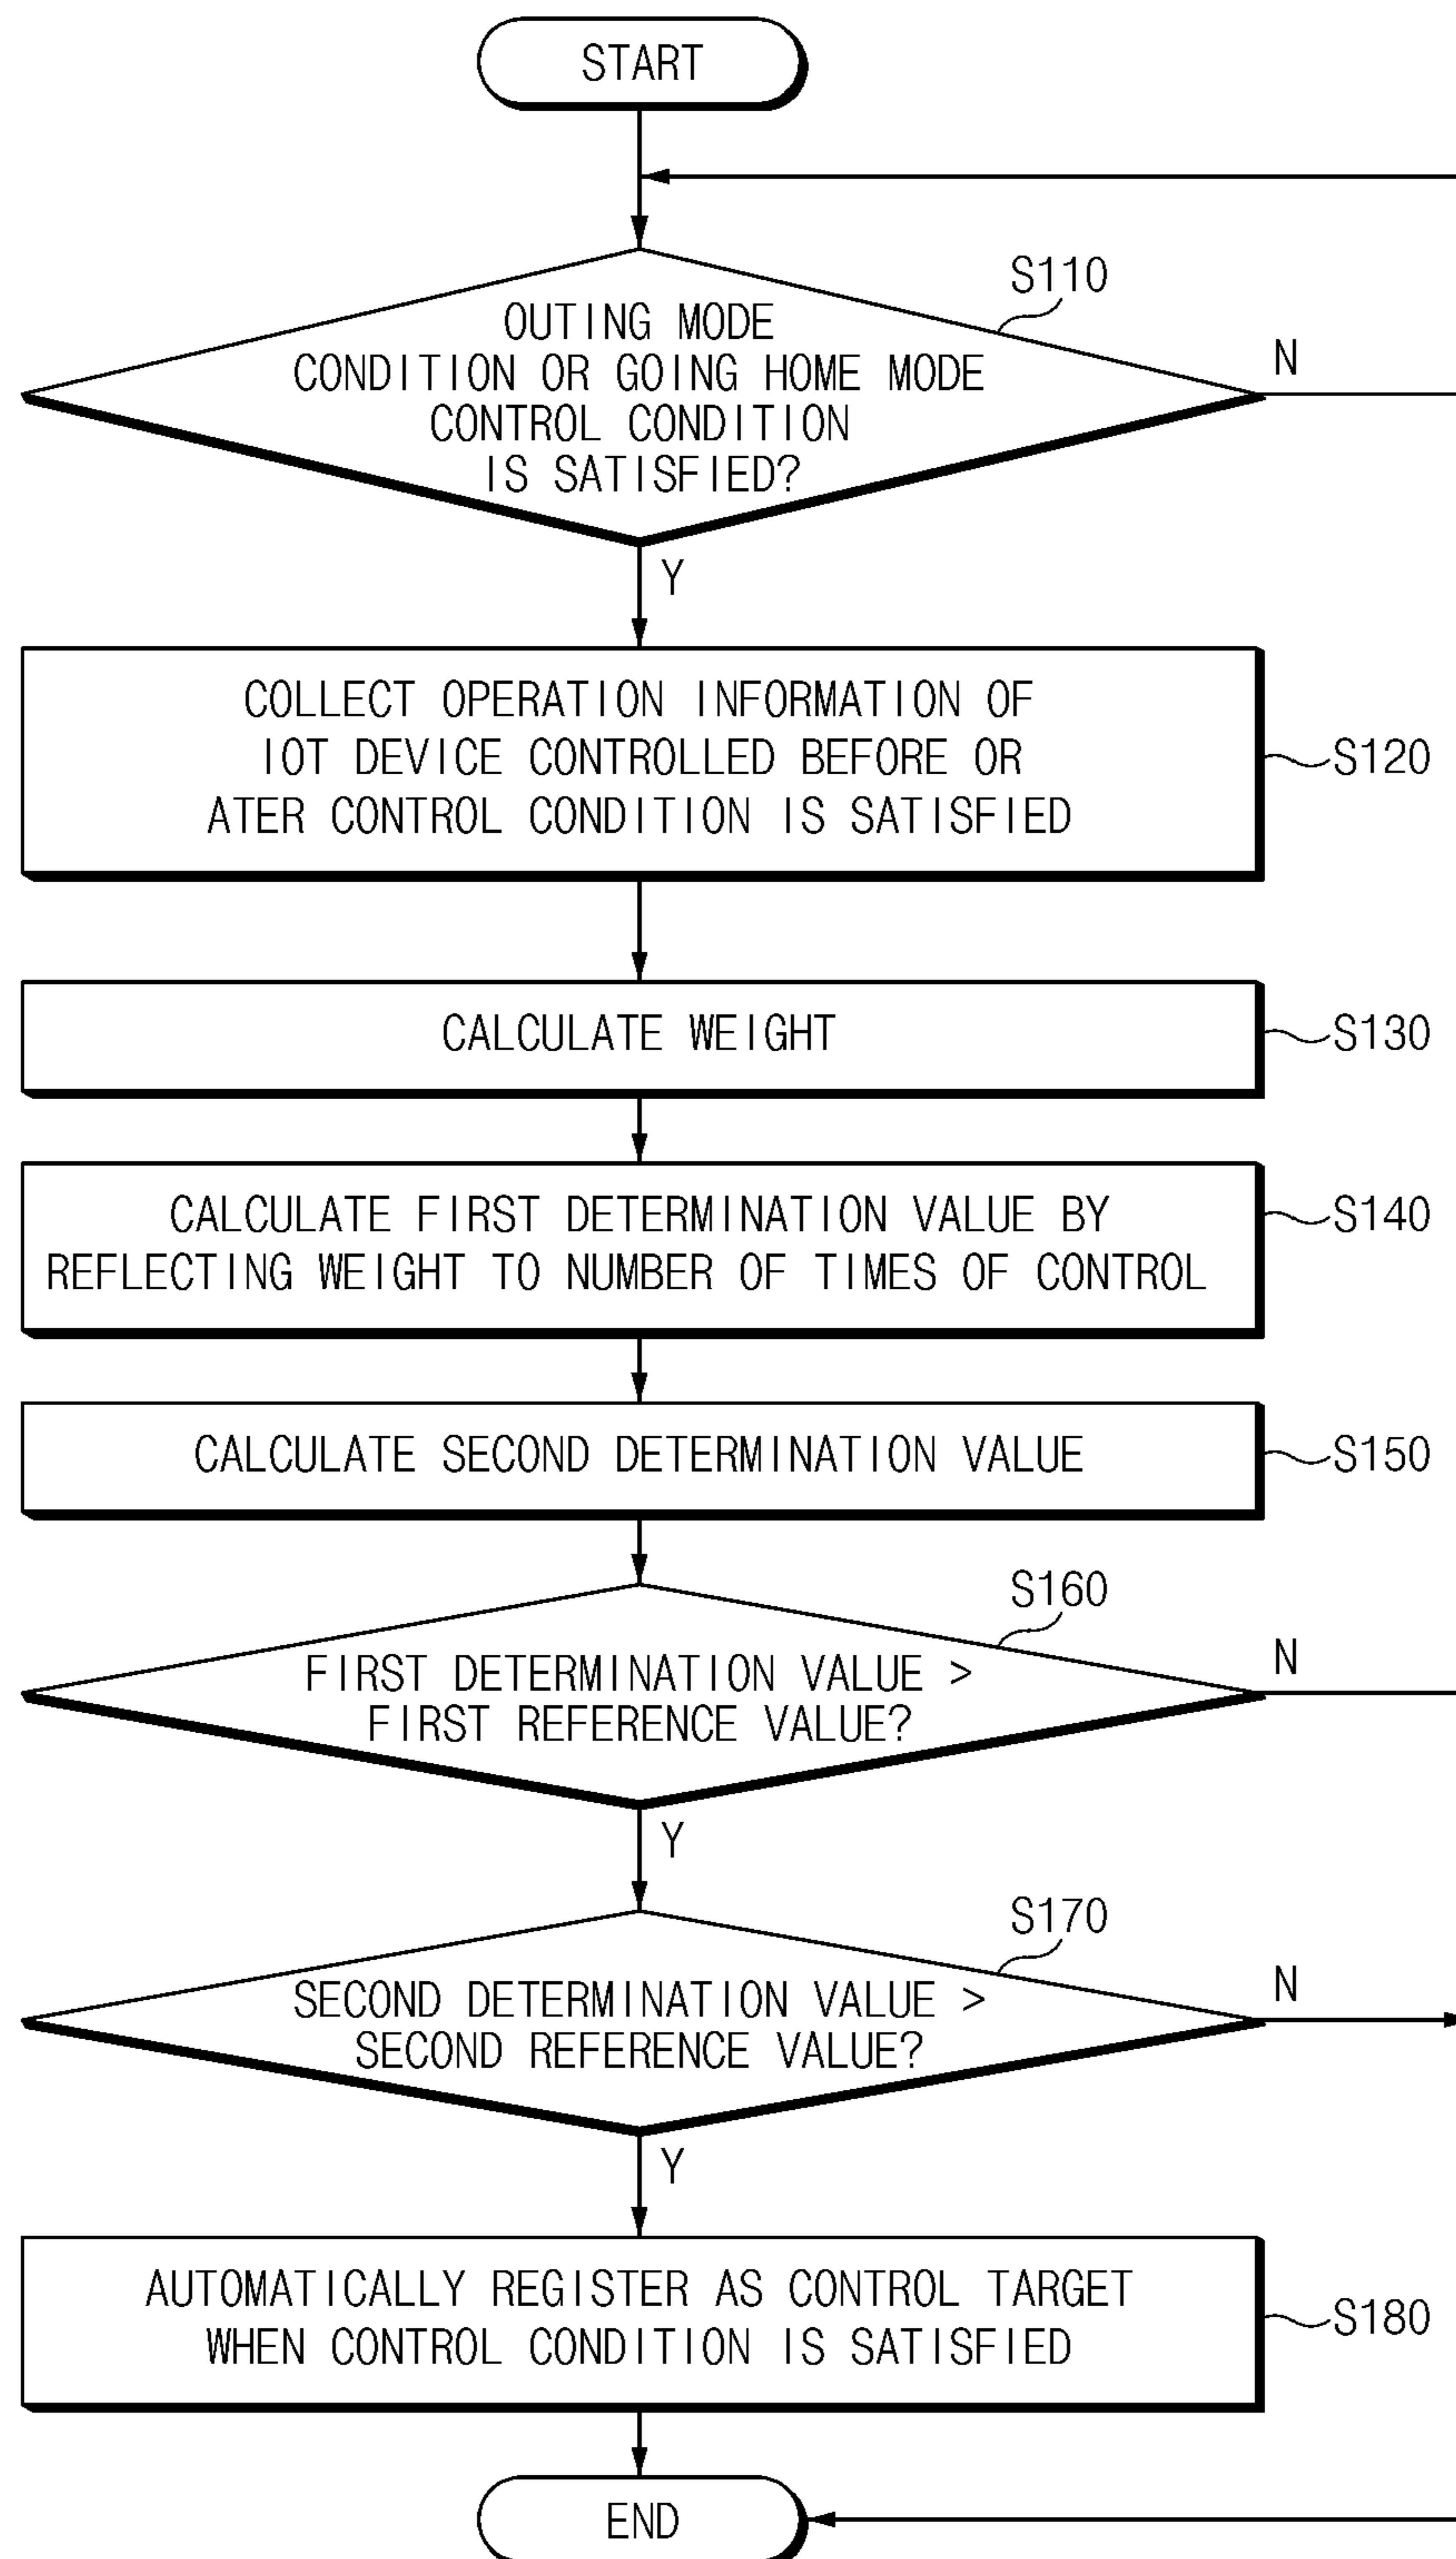 START
S110
OUTING MODE
CONDITION OR GOING HOME MODE
CONTROL CONDITION
IS SATISFIED?
N
Y
COLLECT OPERATION INFORMATION OF
IOT DEVICE CONTROLLED BEFORE OR
ATER CONTROL CONDITION IS SATISFIED
S120
CALCULATE WEIGHT
S130
CALCULATE FIRST DETERMINATION VALUE BY
REFLECTING WEIGHT TO NUMBER OF TIMES OF CONTROL
S140
CALCULATE SECOND DETERMINATION VALUE
S150
S160
FIRST DETERMINATION VALUE >
FIRST REFERENCE VALUE?
N
Y
S170
SECOND DETERMINATION VALUE >
SECOND REFERENCE VALUE?
N
Y
AUTOMATICALLY REGISTER AS CONTROL TARGET
WHEN CONTROL CONDITION IS SATISFIED
S180
END